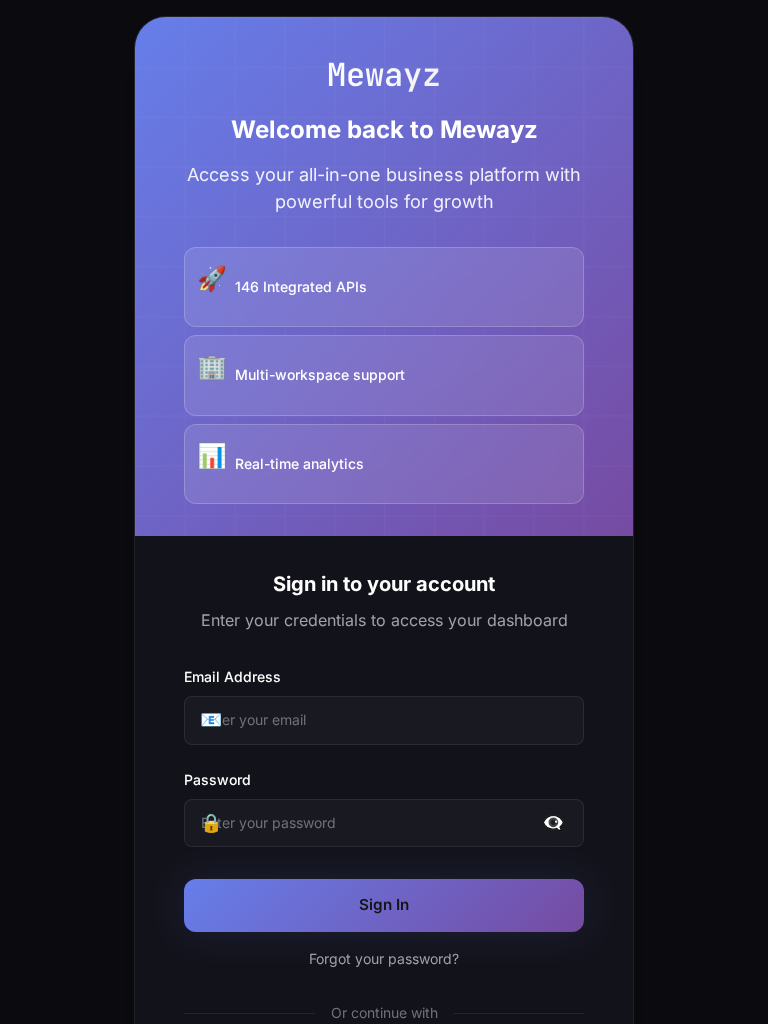 Mewayz
Welcome back to Mewayz
Access your all-in-one business platform with
powerful tools for growth
146 Integrated APIs
Multi-workspace support
Real-time analytics
Sign in to your account
Enter your credentials to access your dashboard
Email Address
er your email
Password
Enter your password
Sign In
Forgot your password?
Or continue with